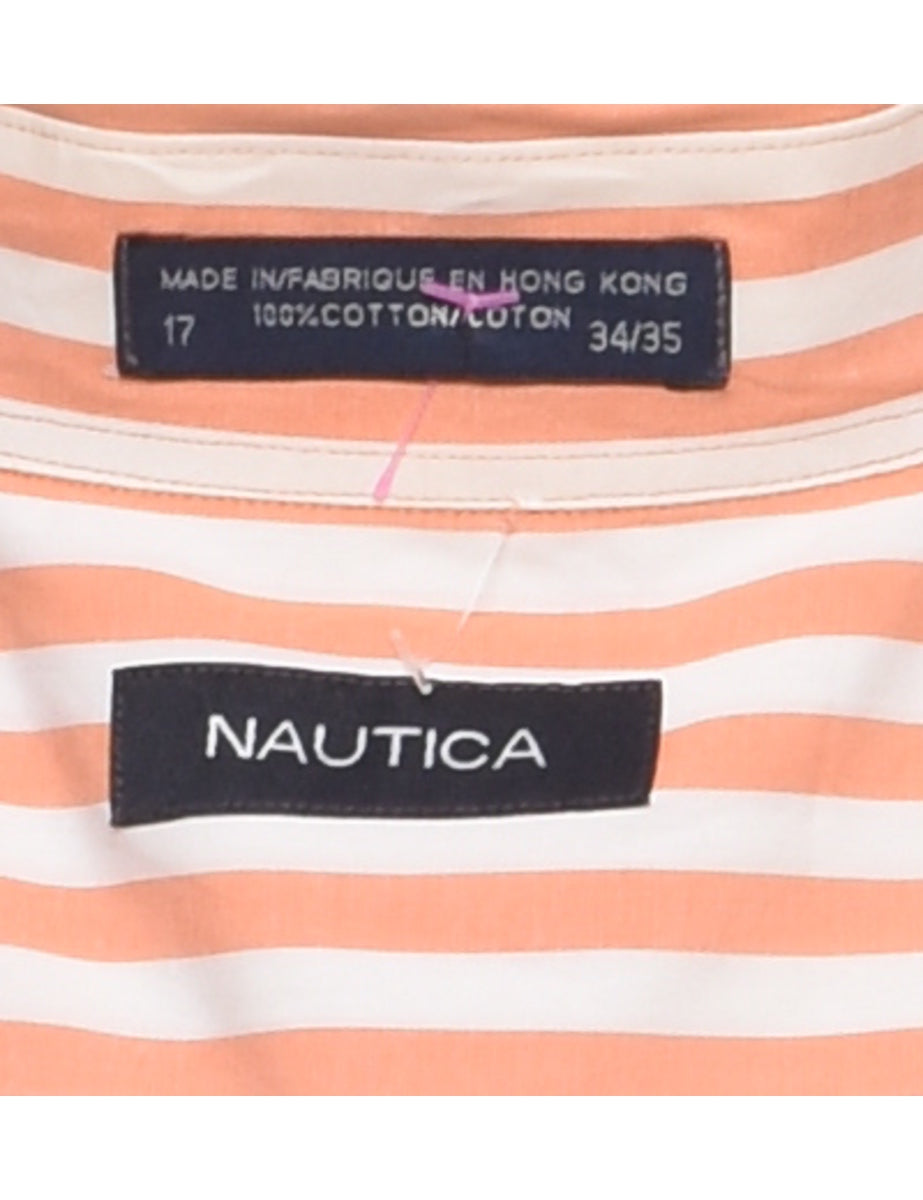 MADE IN/FABRIQUE EN HONG KONG
100%COTTON/COTON
17 34/35
NAUTICA